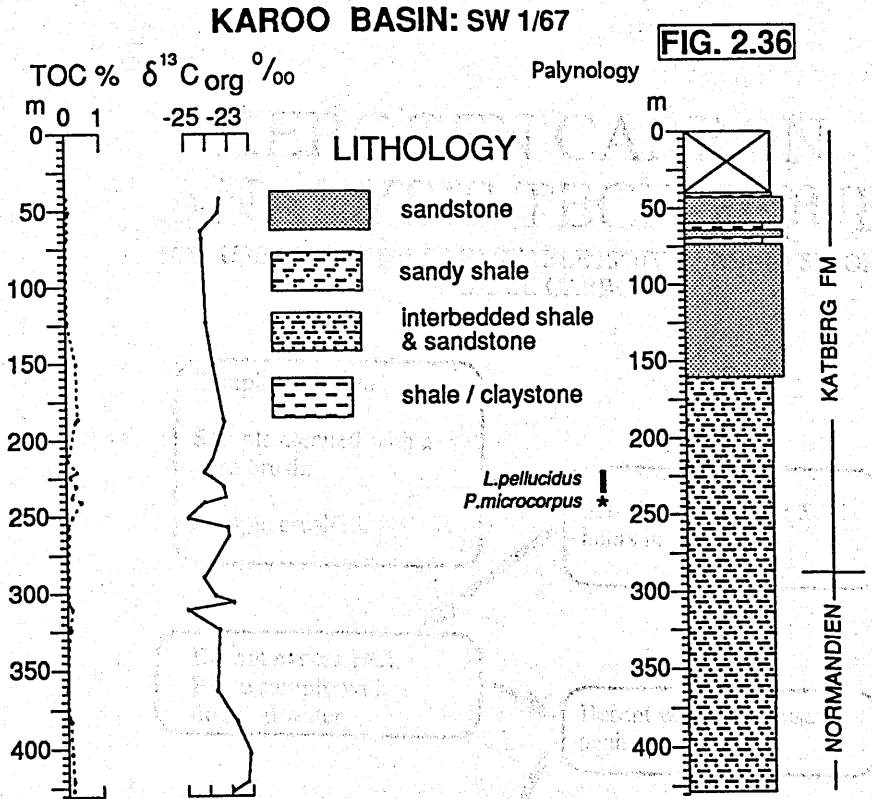 KAROO BASIN: SW 1/67
FIG. 2.36
TOC % δ13C org o/oo
Palynology
m 0 1 -25 -23 m
LITHOLOGY
sandstone
sandy shale
interbedded shale
& sandstone
shale / claystone
L.pellucidus
P.microcorpus *
0
50
100
150
200
250
300
350
400
0
50
100
150
200
250
300
350
400
KATBERG FM
NORMANDIEN